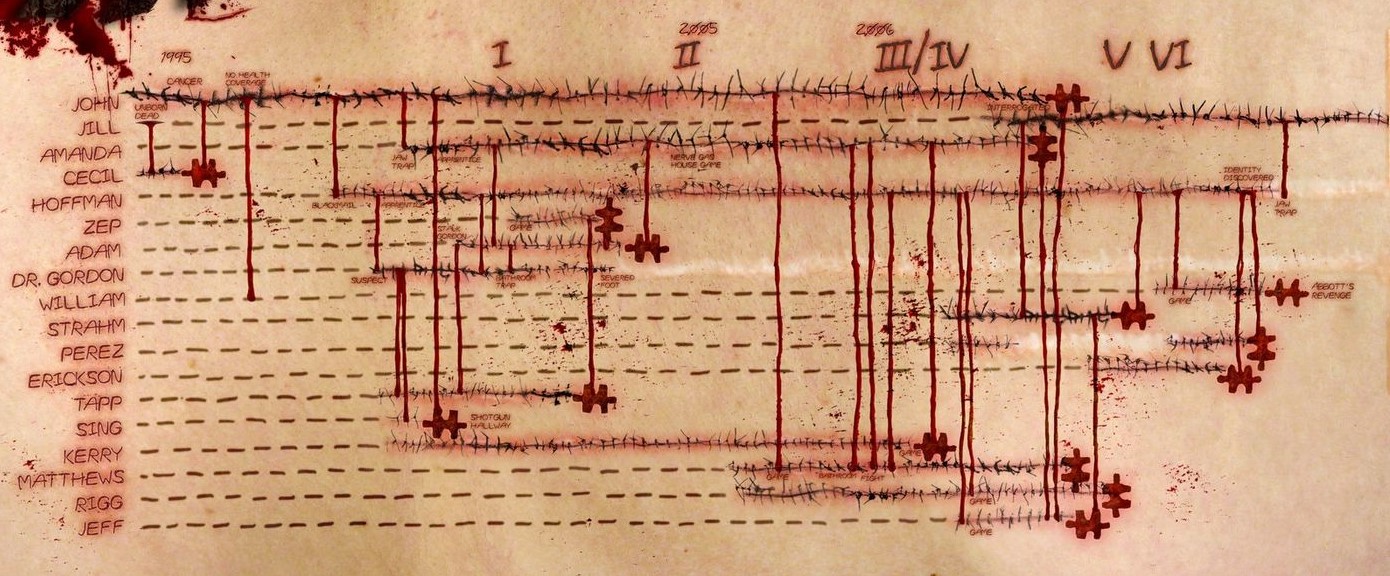 1995
2005
2006
I
II
III/IV
V VI
CANCER
NO HEALTH
COVERAGE
JOHN
UNBORN
DEAD
INTERROGATED
JILL
AMANDA
JAW
TRAP
APPRENTICE
NERVE GAS
HOUSE GAME
CECIL
IDENTITY
DISCOVERED
HOFFMAN
BLACKMAIL
APPRENTICE
JAW
TRAP
ZEP
GAME
STALK
GORDON
ADAM
DR. GORDON
SUSPECT
BATHROOM
TRAP
SEVERED
FOOT
WILLIAM
GAME
ABBOTT'S
REVENGE
STRAHM
PEREZ
ERICKSON
TAPP
SING
SHOTGUN
HALLWAY
KERRY
GAME
MATTHEWS
GAME
BATHROOM FIGHT
RIGG
GAME
JEFF
GAME